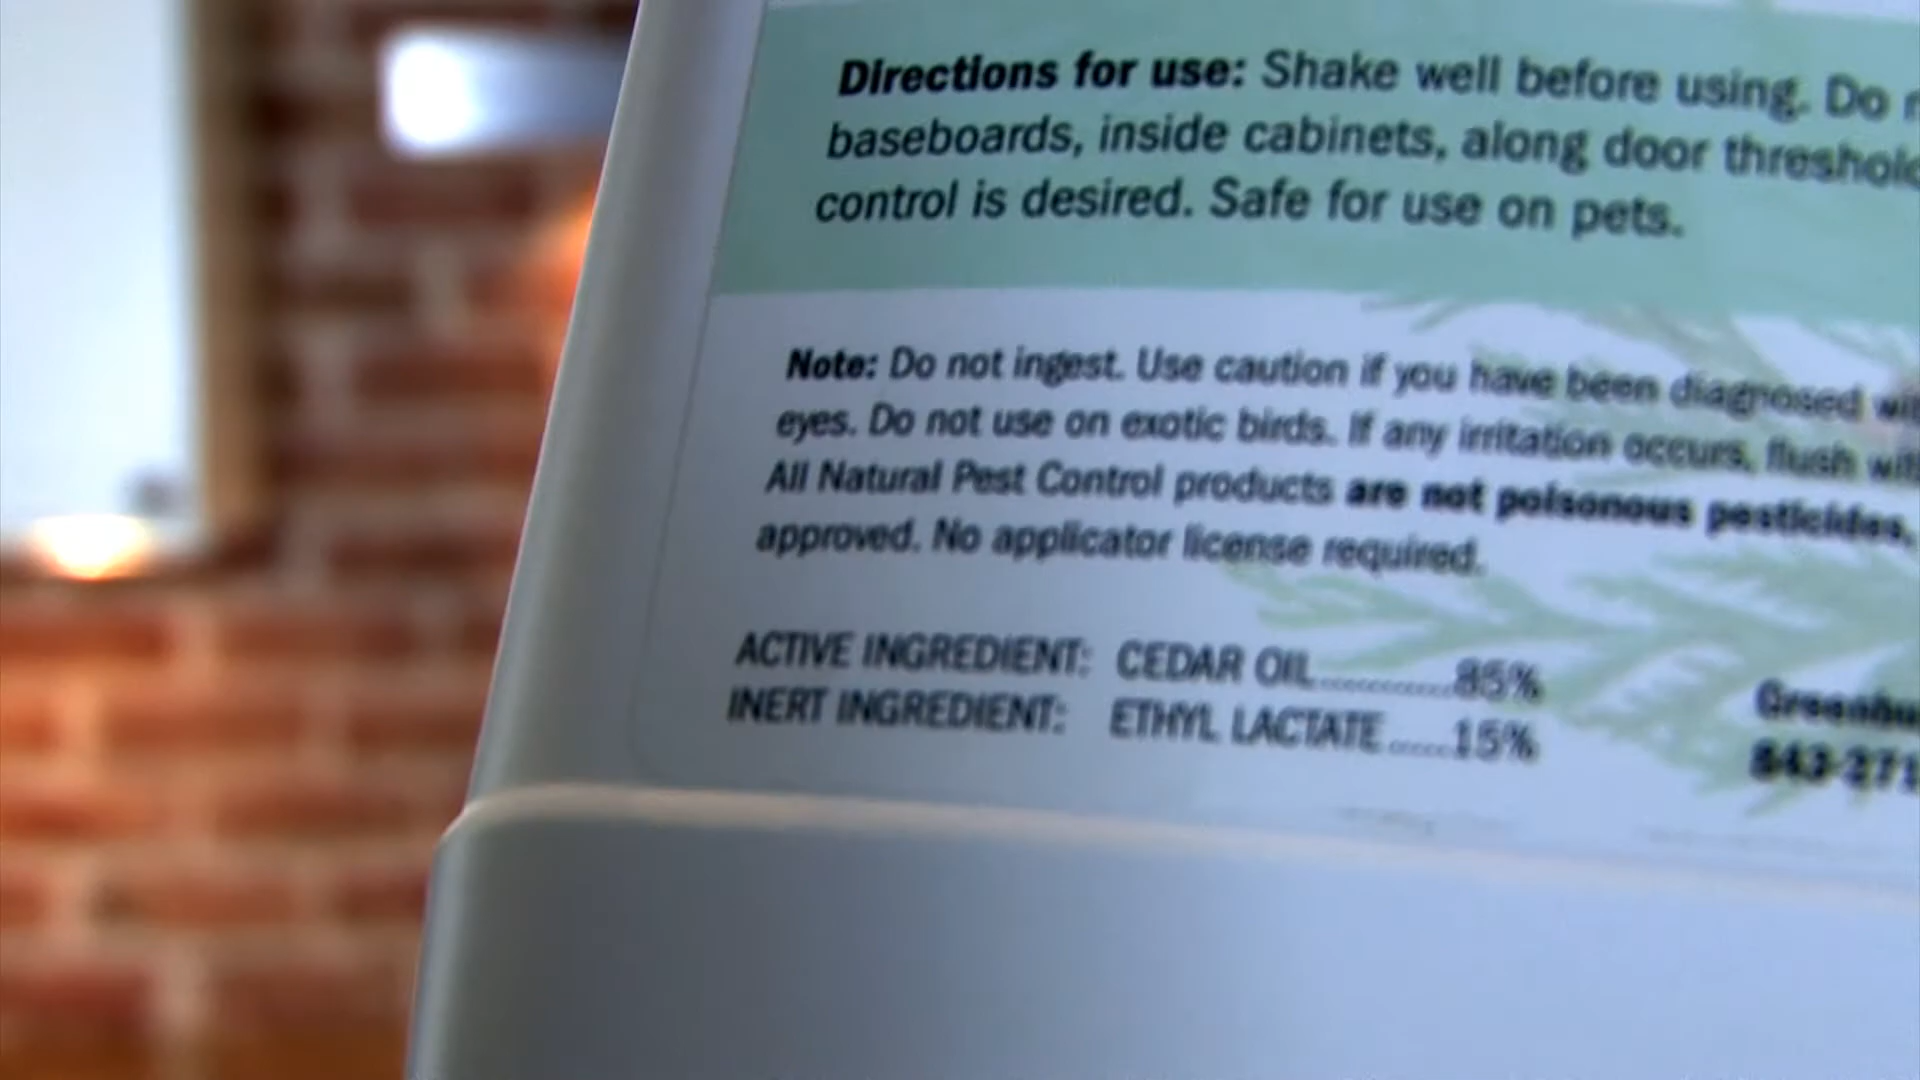 Directions for use: Shake well before using. Do
baseboards, inside cabinets, along door
control is desired. Safe for use on pets.
Note: Do not ingest. Use caution if you have been diagnosed
eyes. Do not use on exotic birds. If any irritation occurs, flush
All Natural Pest Control products are not poisonous pesticides,
approved. No applicator license required.
ACTIVE INGREDIENT: CEDAR OIL............85%
INERT INGREDIENT: ETHYL LACTATE......15%
843-271